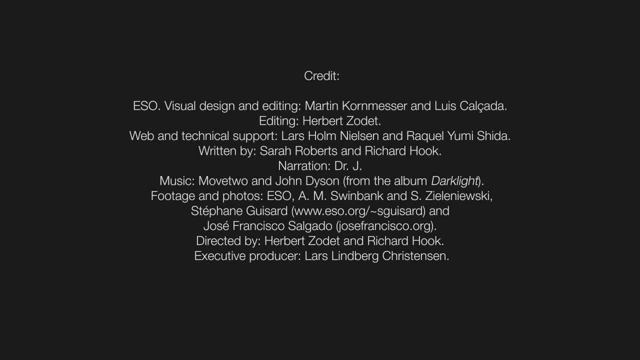 Credit:
ESO. Visual design and editing: Martin Kornmesser and Luis Calçada.
Editing: Herbert Zodet.
Web and technical support: Lars Holm Nielsen and Raquel Yumi Shida.
Written by: Sarah Roberts and Richard Hook.
Narration: Dr. J.
Music: Movetwo and John Dyson (from the album Darklight).
Footage and photos: ESO, A. M. Swinbank and S. Zieleniewski,
Stéphane Guisard (www.eso.org/~sguisard) and
José Francisco Salgado (josefrancisco.org).
Directed by: Herbert Zodet and Richard Hook.
Executive producer: Lars Lindberg Christensen.